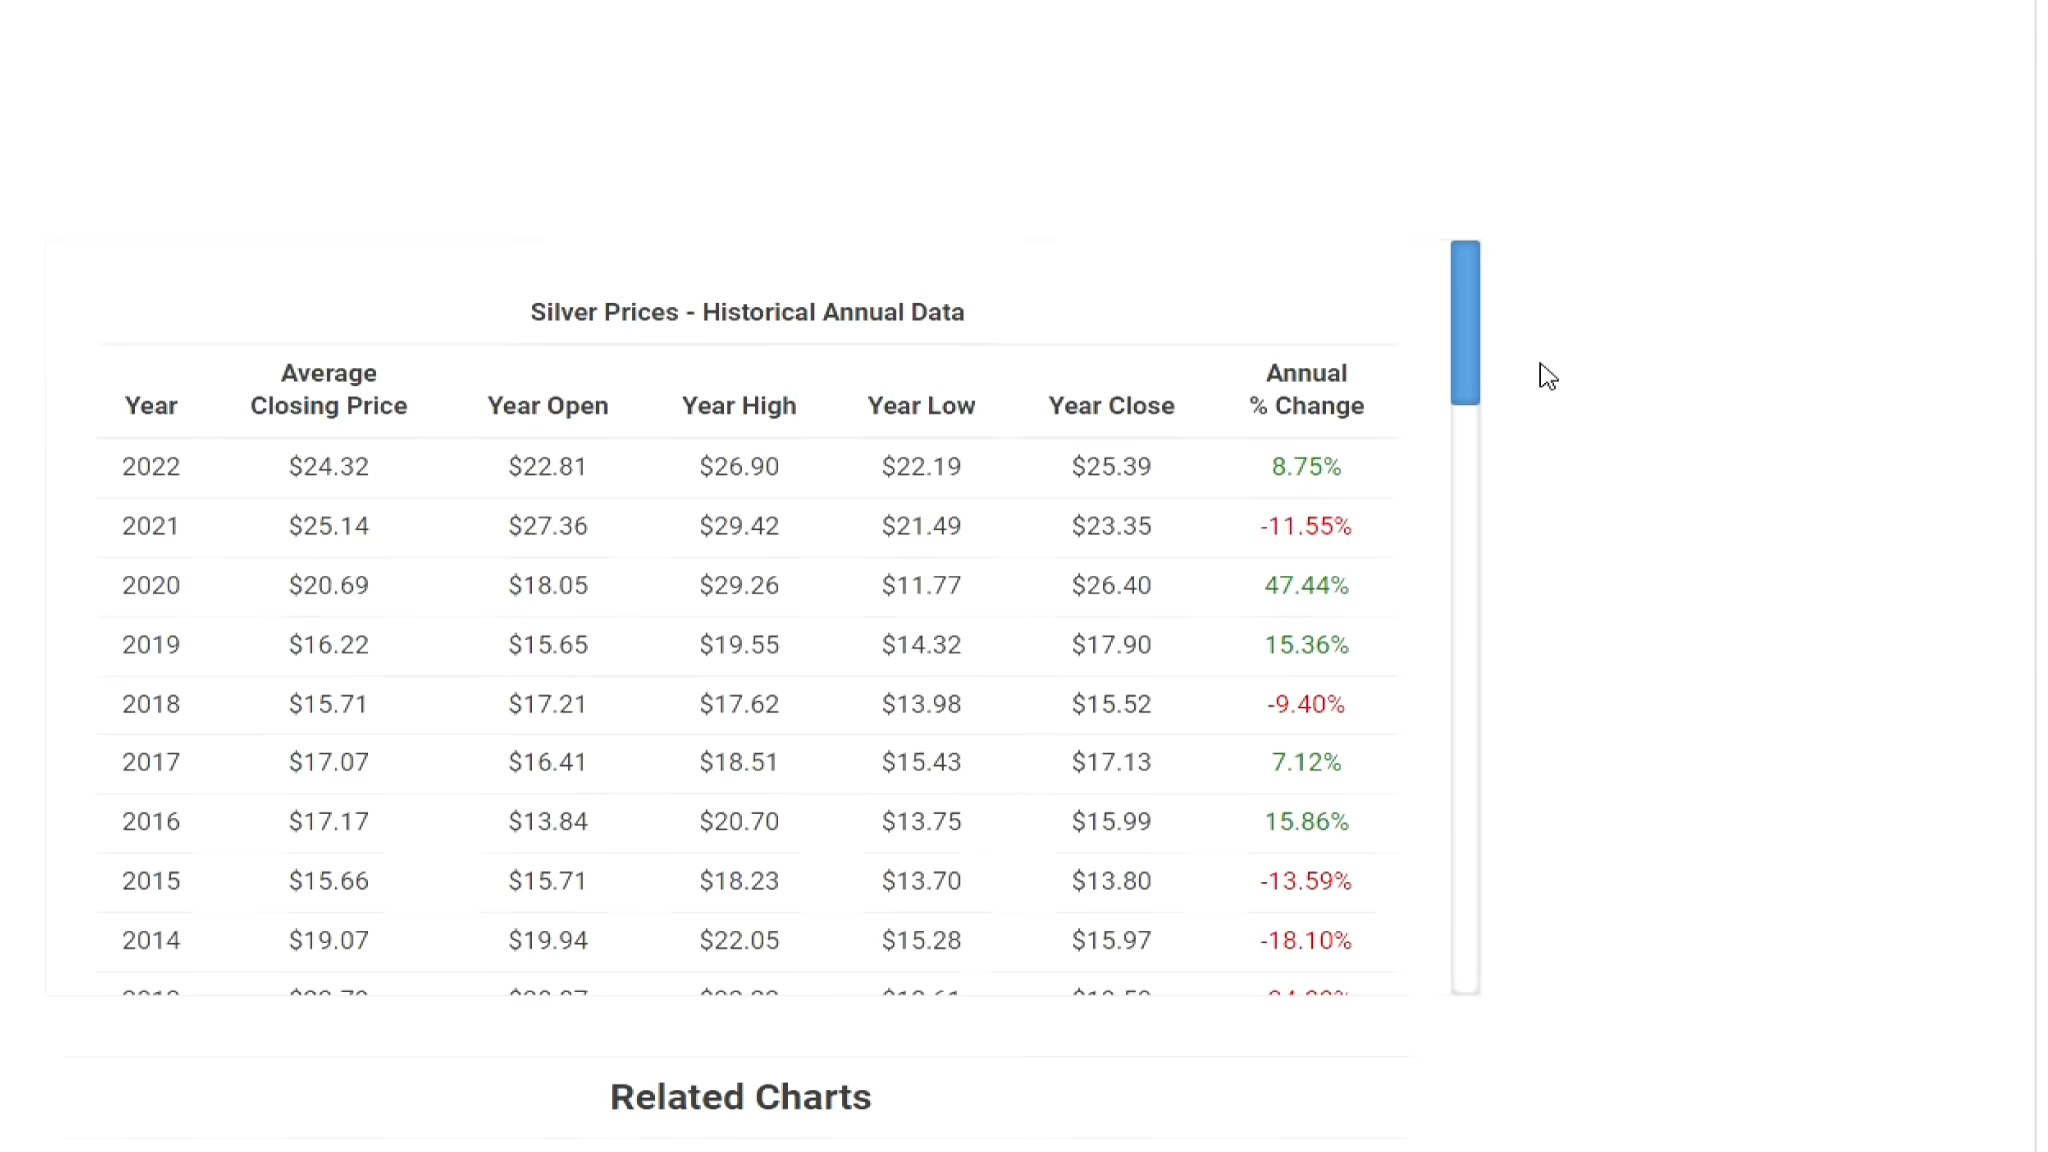 Silver Prices - Historical Annual Data
Year Average Closing Price Year Open Year High Year Low Year Close Annual % Change
2022 $24.32 $22.81 $26.90 $22.19 $25.39 8.75%
2021 $25.14 $27.36 $29.42 $21.49 $23.35 -11.55%
2020 $20.69 $18.05 $29.26 $11.77 $26.40 47.44%
2019 $16.22 $15.65 $19.55 $14.32 $17.90 15.36%
2018 $15.71 $17.21 $17.62 $13.98 $15.52 -9.40%
2017 $17.07 $16.41 $18.51 $15.43 $17.13 7.12%
2016 $17.17 $13.84 $20.70 $13.75 $15.99 15.86%
2015 $15.66 $15.71 $18.23 $13.70 $13.80 -13.59%
2014 $19.07 $19.94 $22.05 $15.28 $15.97 -18.10%
Related Charts